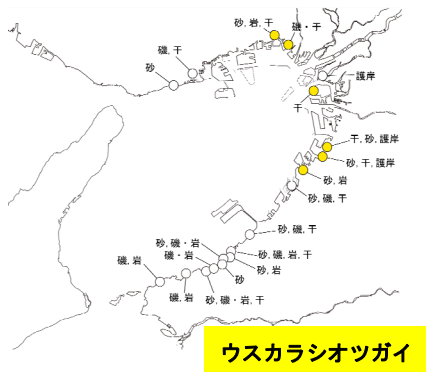 砂, 岩, 干
磯・干
磯, 干
砂
護岸
干
干, 砂, 護岸
砂, 干, 護岸
砂, 岩
砂, 磯, 干
砂, 磯, 干
砂, 磯・岩
砂, 磯, 岩, 干
磯・岩
砂, 岩
磯, 岩
砂
磯, 岩
砂, 磯・岩, 干
ウスカラシオツガイ